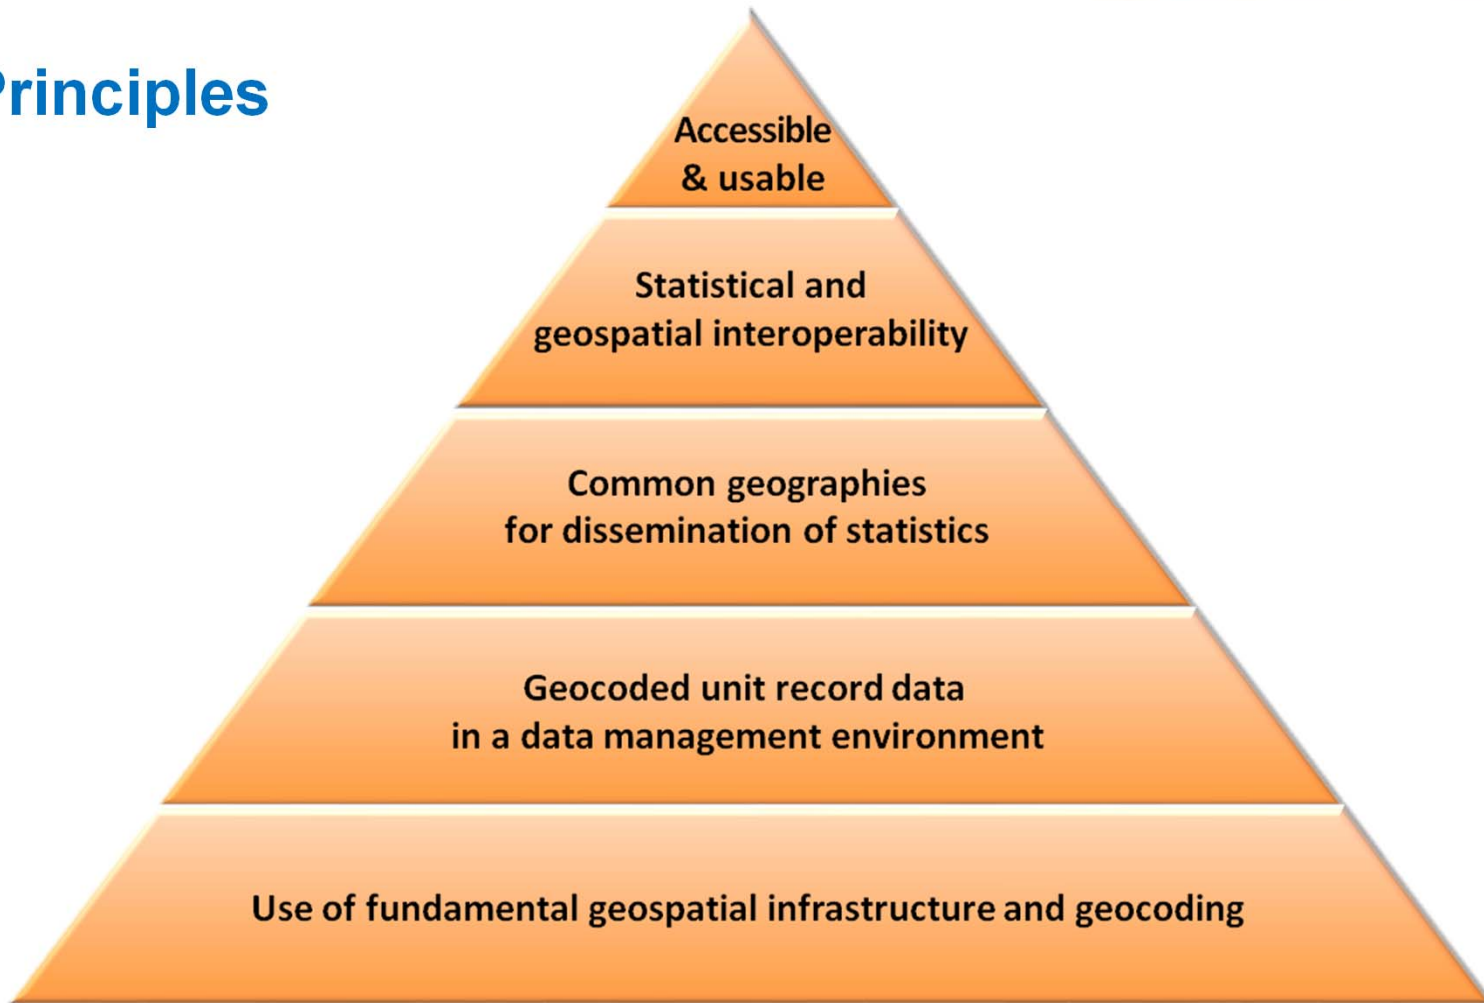 Principles
Accessible
& usable
Statistical and
geospatial interoperability
Common geographies
for dissemination of statistics
Geocoded unit record data
in a data management environment
Use of fundamental geospatial infrastructure and geocoding